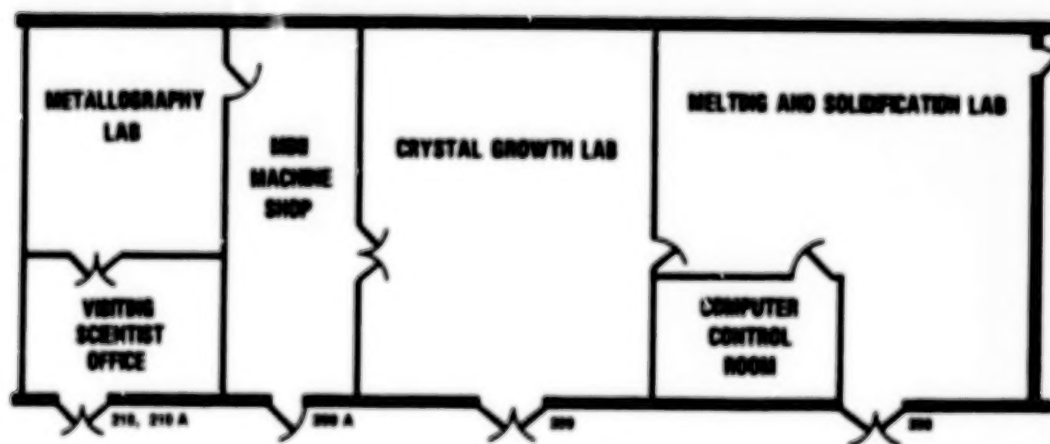 METALLOGRAPHY
LAB
MACHINE
SHOP
CRYSTAL GROWTH LAB
MELTING AND SOLIDIFICATION LAB
VISITING
SCIENTIST
OFFICE
COMPUTER
CONTROL
ROOM
210, 210 A